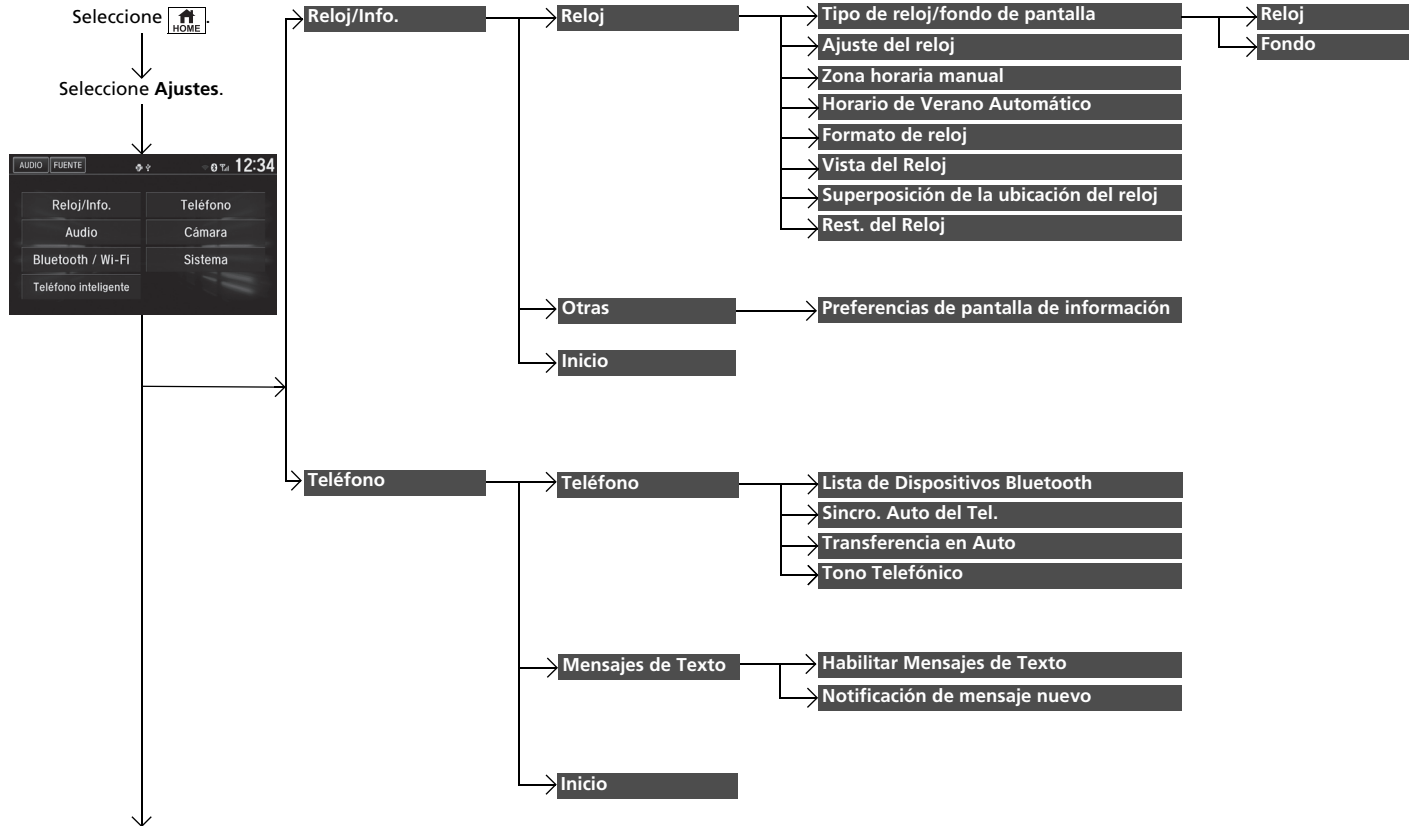 Seleccione HOME.
Seleccione Ajustes.
AUDIO FUENTE 12:34
Reloj/Info. Teléfono
Audio Cámara
Bluetooth / Wi-Fi Sistema
Teléfono inteligente
Reloj/Info.
Reloj
Tipo de reloj/fondo de pantalla
Reloj
Fondo
Ajuste del reloj
Zona horaria manual
Horario de Verano Automático
Formato de reloj
Vista del Reloj
Superposición de la ubicación del reloj
Rest. del Reloj
Otras
Preferencias de pantalla de información
Inicio
Teléfono
Teléfono
Lista de Dispositivos Bluetooth
Sincro. Auto del Tel.
Transferencia en Auto
Tono Telefónico
Mensajes de Texto
Habilitar Mensajes de Texto
Notificación de mensaje nuevo
Inicio